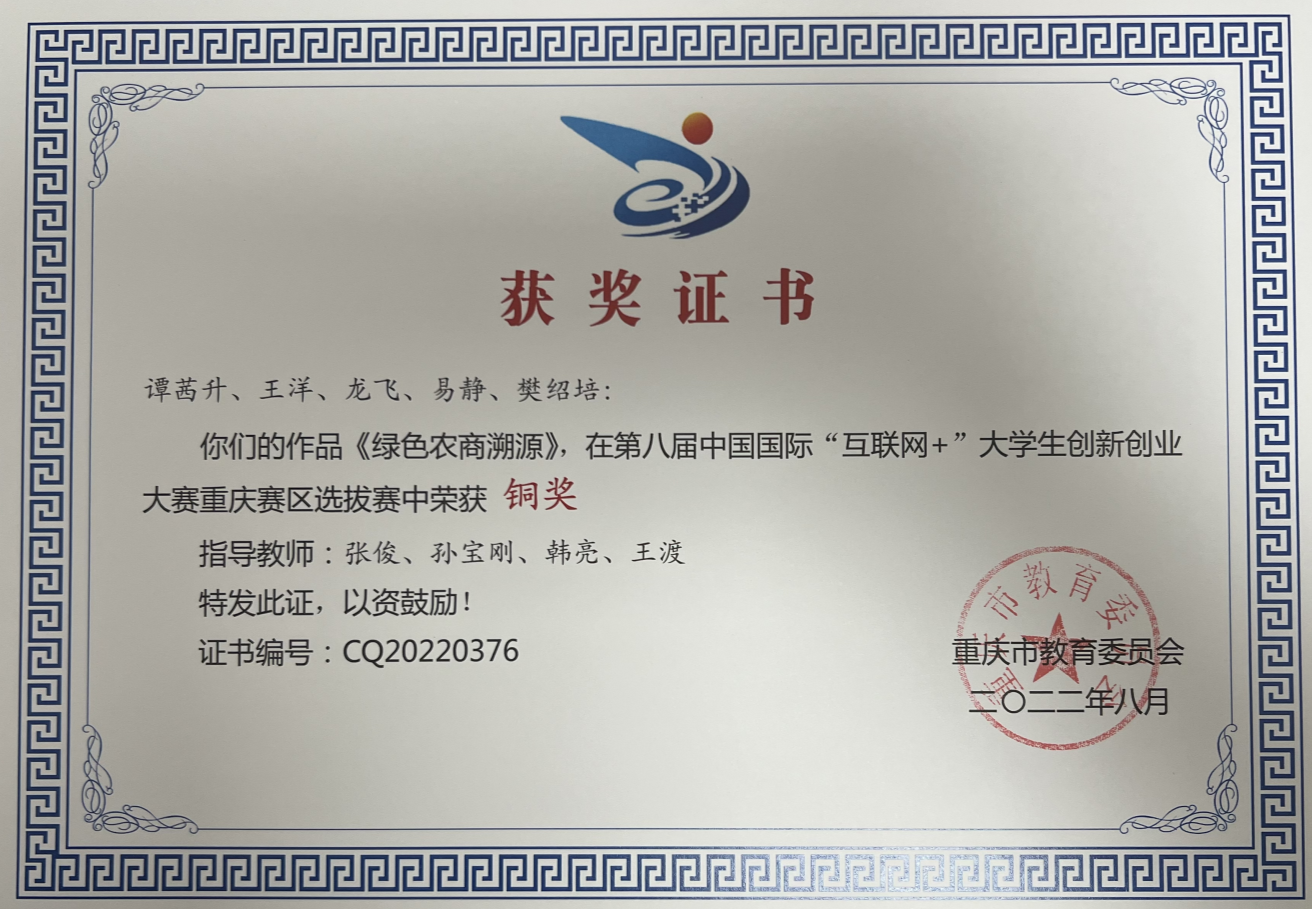 获奖证书
谭茜升、王洋、龙飞、易静、樊绍培：
你们的作品《绿色农商溯源》，在第八届中国国际“互联网+”大学生创新创业
大赛重庆赛区选拔赛中荣获 铜奖
指导教师：张俊、孙宝刚、韩亮、王渡
特发此证，以资鼓励！
证书编号：CQ20220376
重庆市教育委员会
重庆市教育委员会
二〇二二年八月